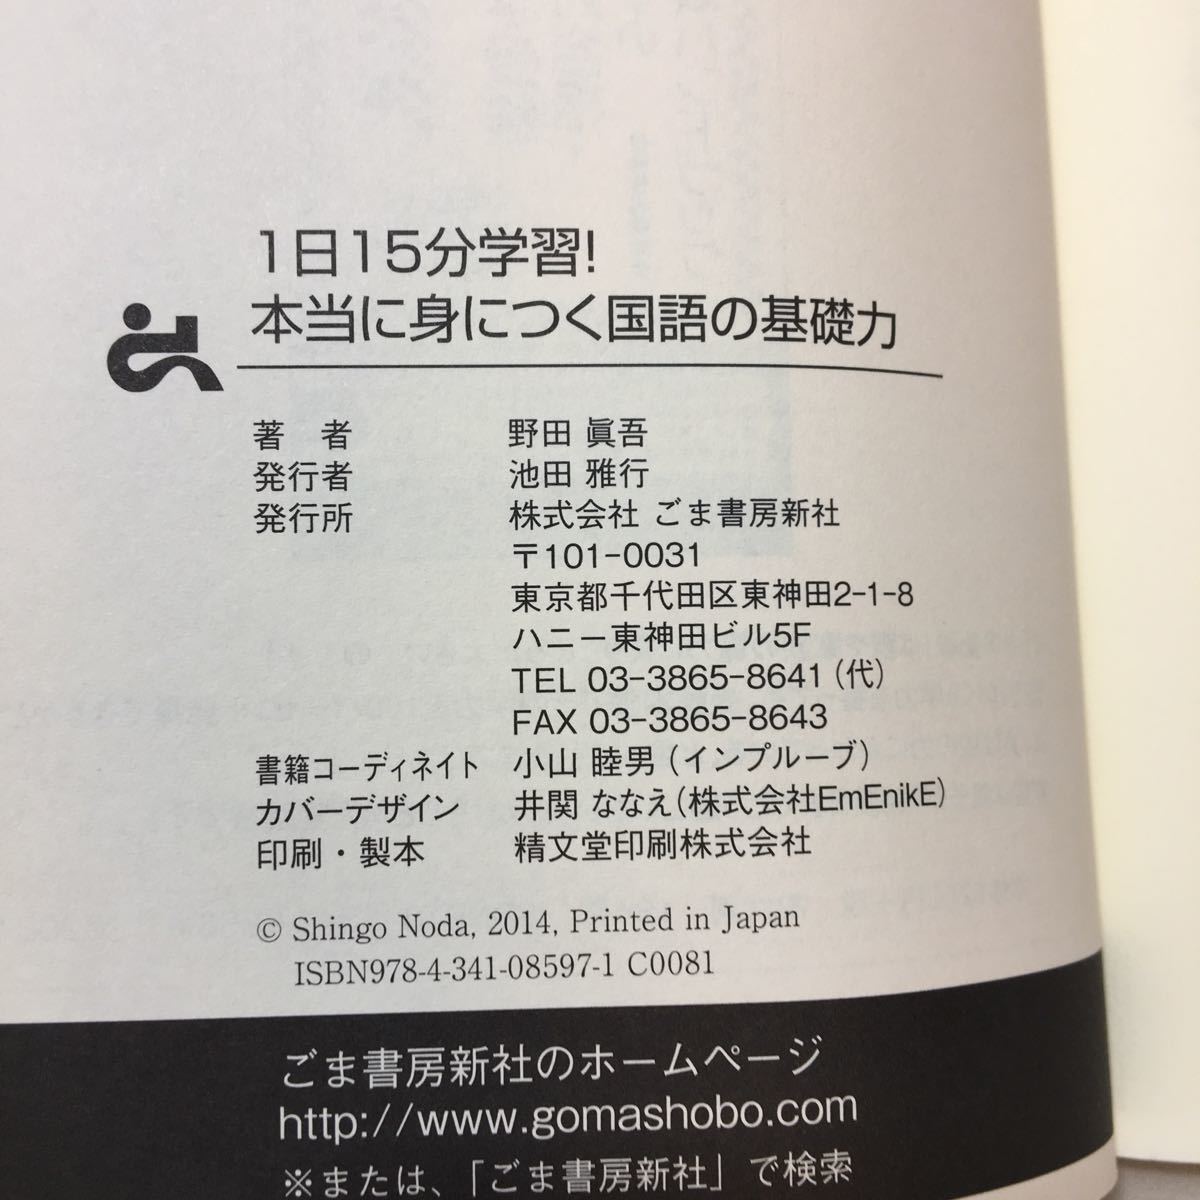 1日15分学習!
本当に身につく国語の基礎力
著　者　野田 眞吾
発行者　池田 雅行
発行所　株式会社 ごま書房新社
〒101-0031
東京都千代田区東神田2-1-8
ハニー東神田ビル5F
TEL 03-3865-8641（代）
FAX 03-3865-8643
書籍コーディネイト　小山 睦男（インプルーブ）
カバーデザイン　井関 ななえ（株式会社EmEnikE）
印刷・製本　精文堂印刷株式会社
© Shingo Noda, 2014, Printed in Japan
ISBN978-4-341-08597-1 C0081
ごま書房新社のホームページ
http://www.gomashobo.com
※または、「ごま書房新社」で検索